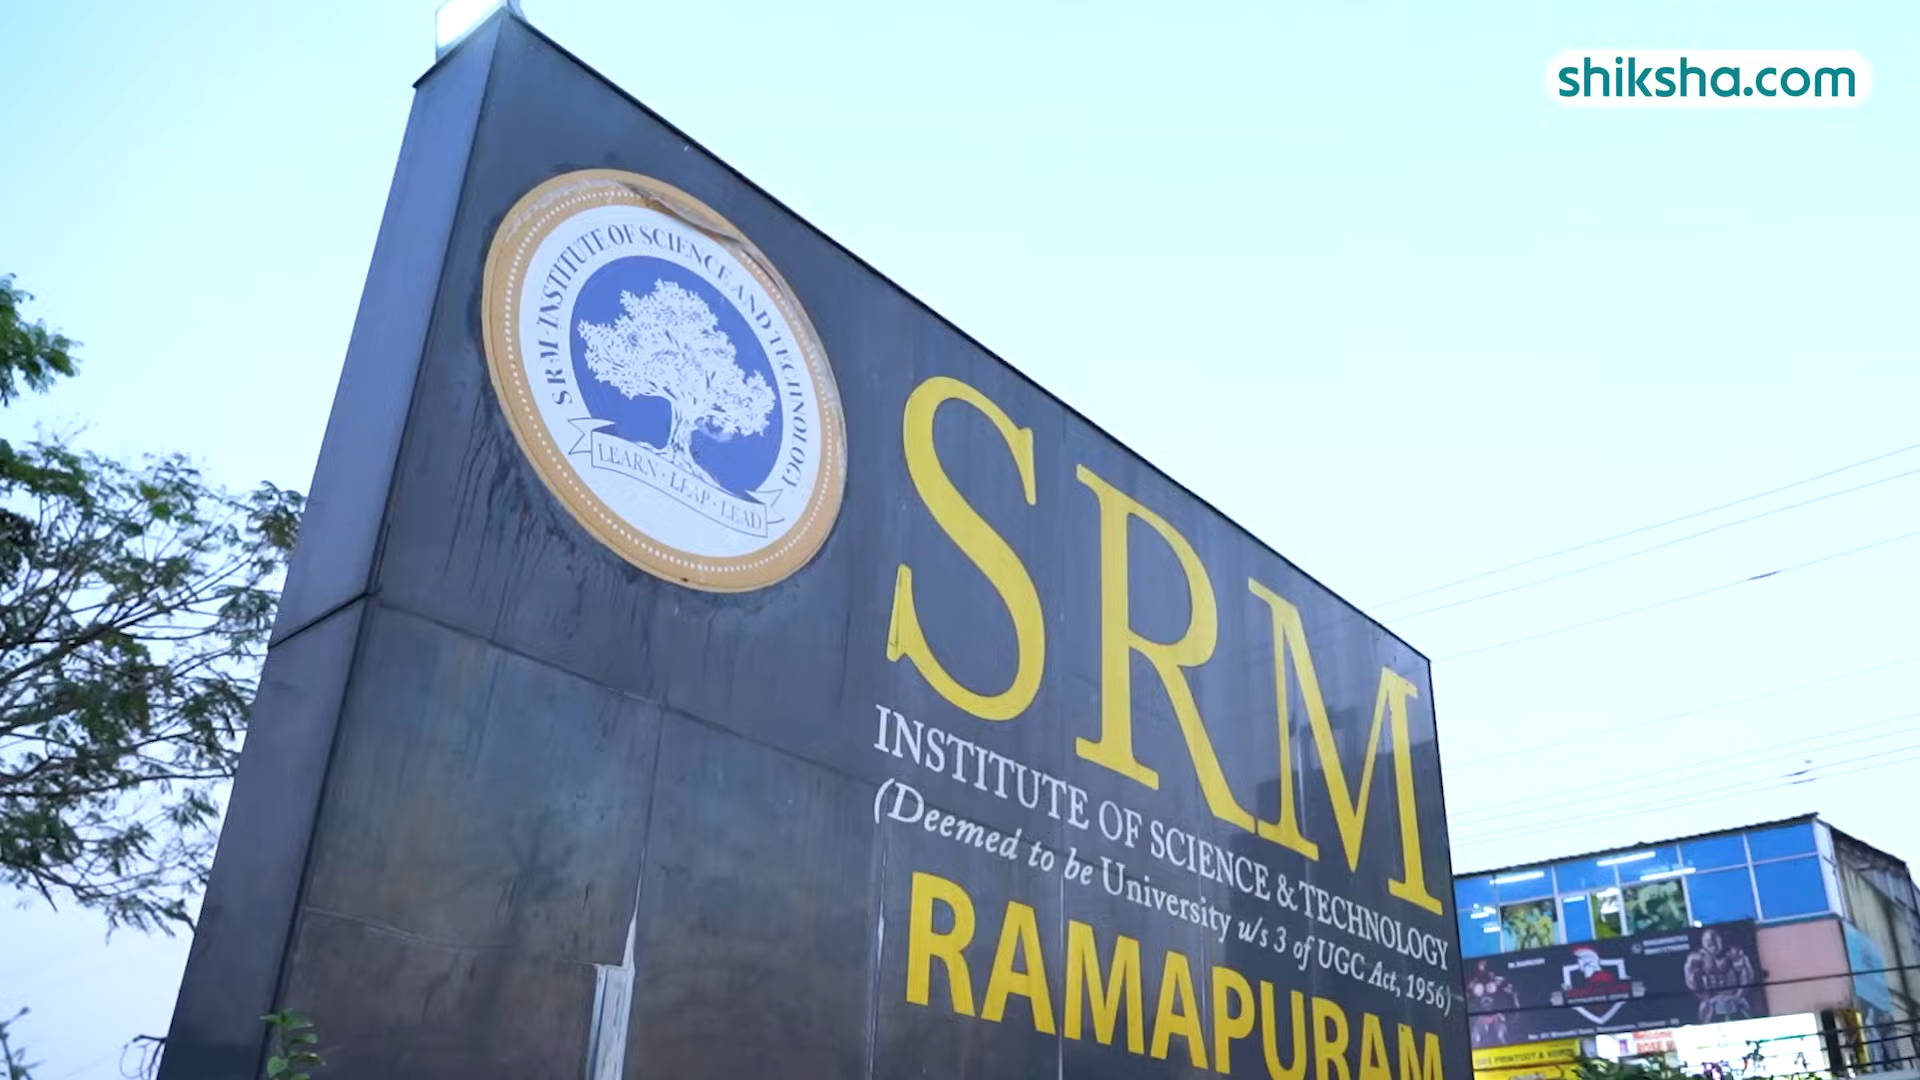 shiksha.com
SRM INSTITUTE OF SCIENCE AND TECHNOLOGY
LEARN · LEAP · LEAD
SRM
INSTITUTE OF SCIENCE & TECHNOLOGY
(Deemed to be University u/s 3 of UGC Act, 1956)
RAMAPURAM